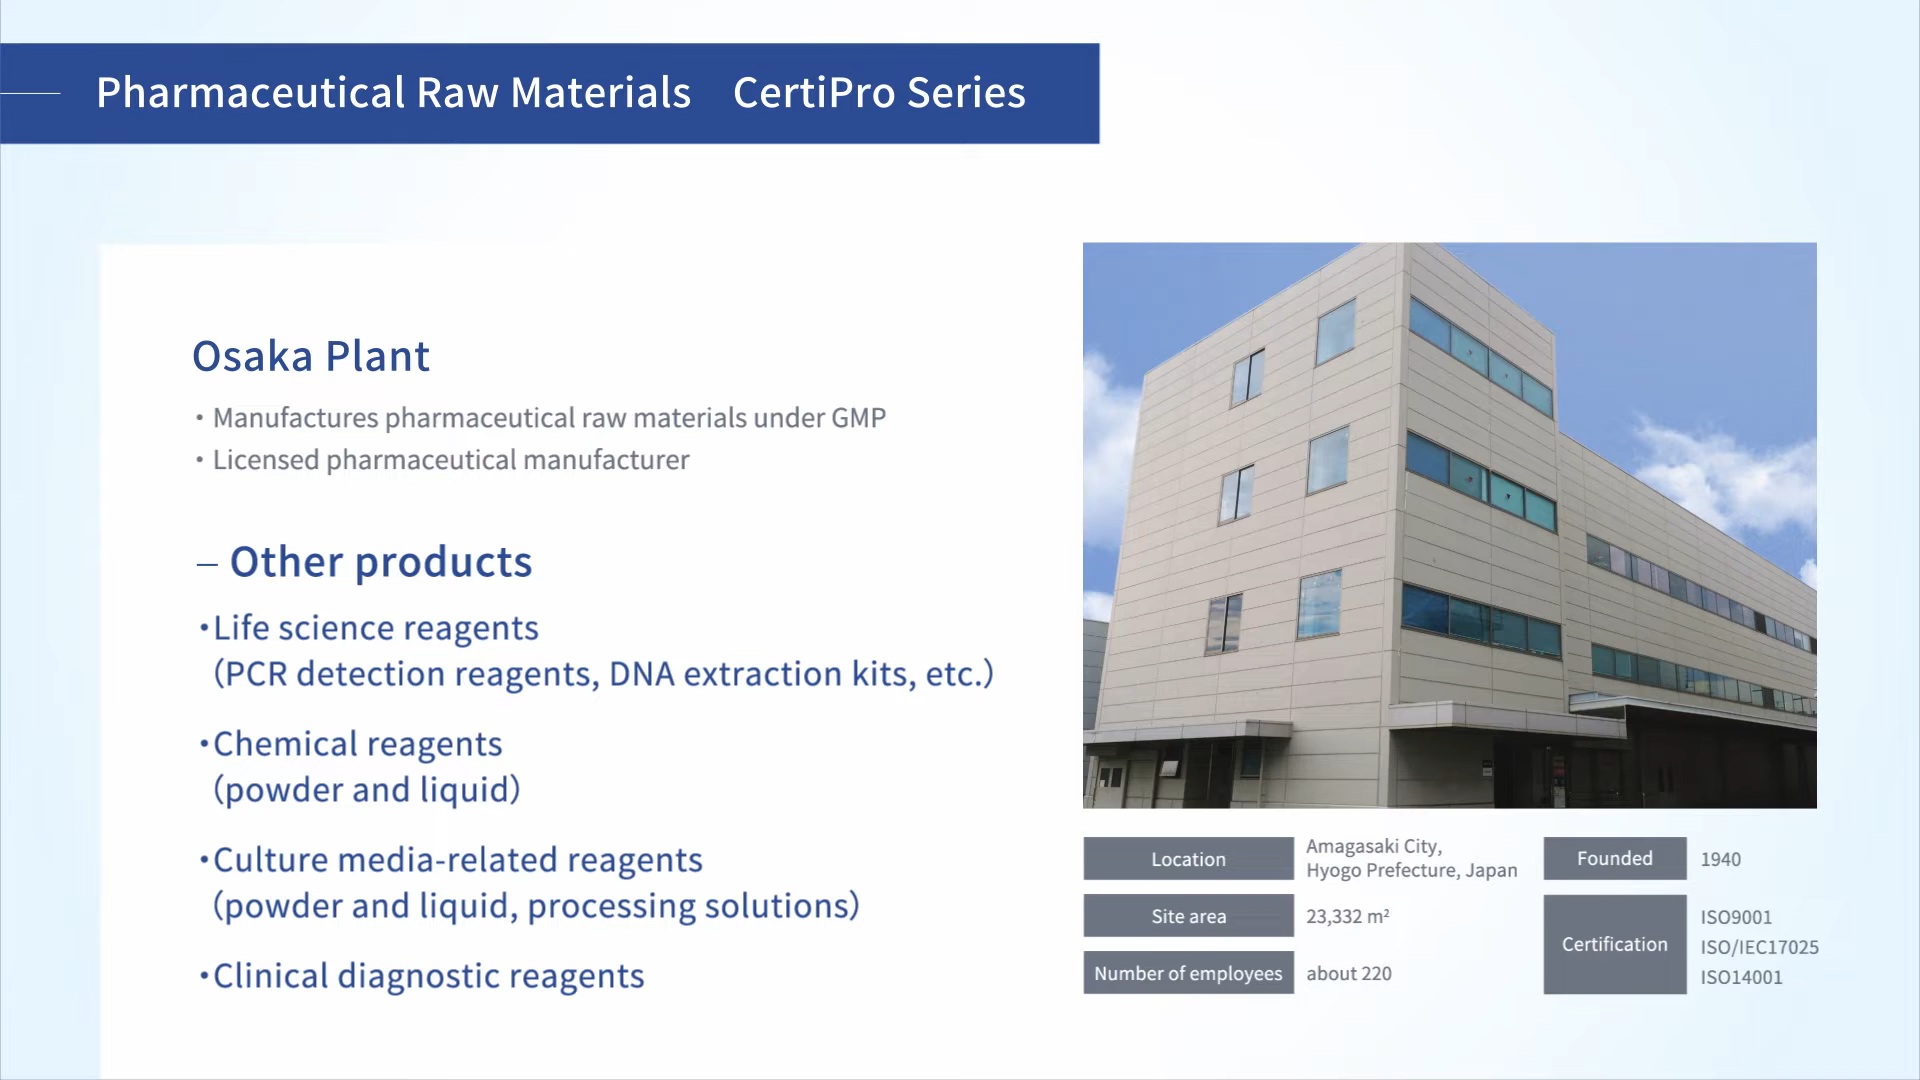 Pharmaceutical Raw Materials CertiPro Series
Osaka Plant
・Manufactures pharmaceutical raw materials under GMP
・Licensed pharmaceutical manufacturer
– Other products
・Life science reagents
(PCR detection reagents, DNA extraction kits, etc.)
・Chemical reagents
(powder and liquid)
・Culture media-related reagents
(powder and liquid, processing solutions)
・Clinical diagnostic reagents
Location
Amagasaki City,
Hyogo Prefecture, Japan
Site area
23,332 m²
Number of employees
about 220
Founded
1940
Certification
ISO9001
ISO/IEC17025
ISO14001